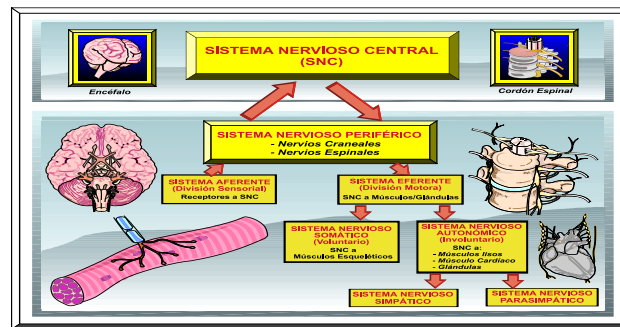 SISTEMA NERVIOSO CENTRAL
(SNC)
Encéfalo
Cordón Espinal
SISTEMA NERVIOSO PERIFÉRICO
- Nervios Craneales
- Nervios Espinales
SISTEMA AFERENTE
(División Sensorial)
Receptores a SNC
SISTEMA EFERENTE
(División Motora)
SNC a Músculos/Glándulas
SISTEMA NERVIOSO
SOMÁTICO
(Voluntario)
SNC a
Músculos Esqueléticos
SISTEMA NERVIOSO
AUTONÓMICO
(Involuntario)
SNC a:
- Músculos lisos
- Músculo Cardíaco
- Glándulas
SISTEMA NERVIOSO
SIMPÁTICO
SISTEMA NERVIOSO
PARASIMPÁTICO